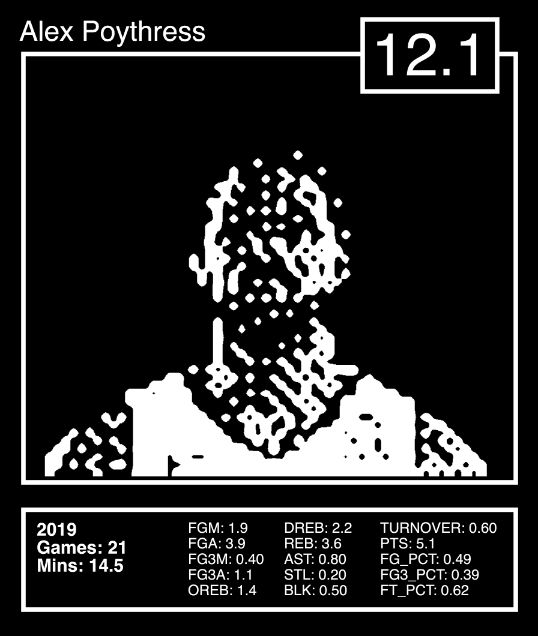 Alex Poythress
12.1
2019
Games: 21
Mins: 14.5
FGM: 1.9
FGA: 3.9
FG3M: 0.40
FG3A: 1.1
OREB: 1.4
DREB: 2.2
REB: 3.6
AST: 0.80
STL: 0.20
BLK: 0.50
TURNOVER: 0.60
PTS: 5.1
FG_PCT: 0.49
FG3_PCT: 0.39
FT_PCT: 0.62